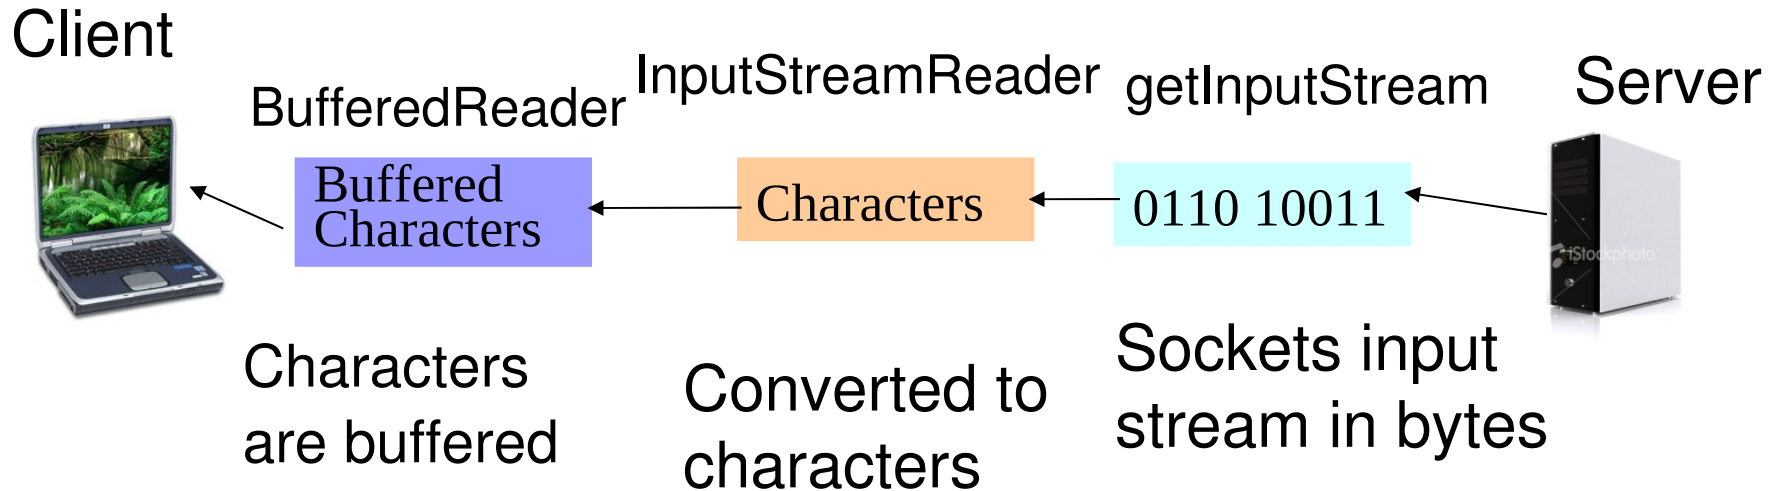 Client
BufferedReader
InputStreamReader
getInputStream
Server
Buffered
Characters
Characters
0110 10011
iStockphoto
Characters
are buffered
Converted to
characters
Sockets input
stream in bytes